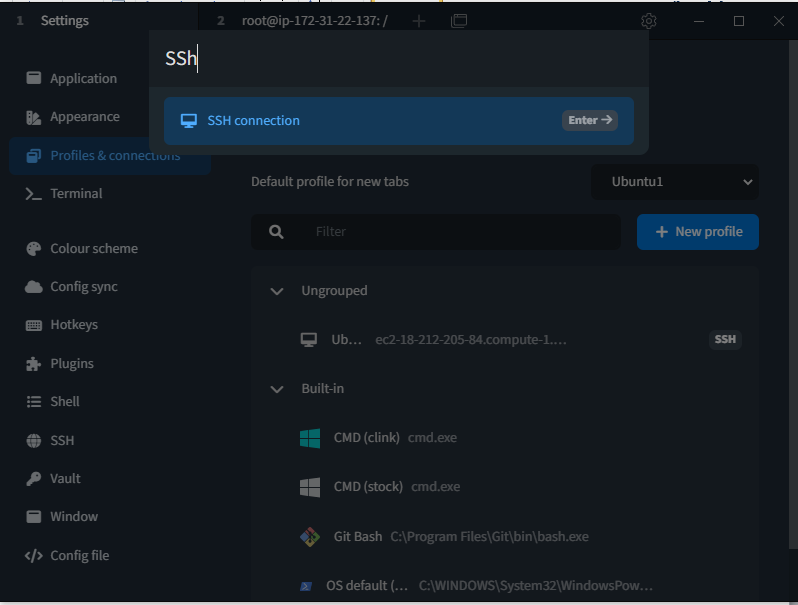 1 Settings 2 root@ip-172-31-22-137: /
SSh
SSH connection Enter
Application
Appearance
Profiles & connections
Terminal
Colour scheme
Config sync
Hotkeys
Plugins
Shell
SSH
Vault
Window
Config file
Default profile for new tabs Ubuntu1
Filter New profile
Ungrouped
Ub... ec2-18-212-205-84.compute-1.... SSH
Built-in
CMD (clink) cmd.exe
CMD (stock) cmd.exe
Git Bash C:\Program Files\Git\bin\bash.exe
OS default (... C:\WINDOWS\System32\WindowsPow...